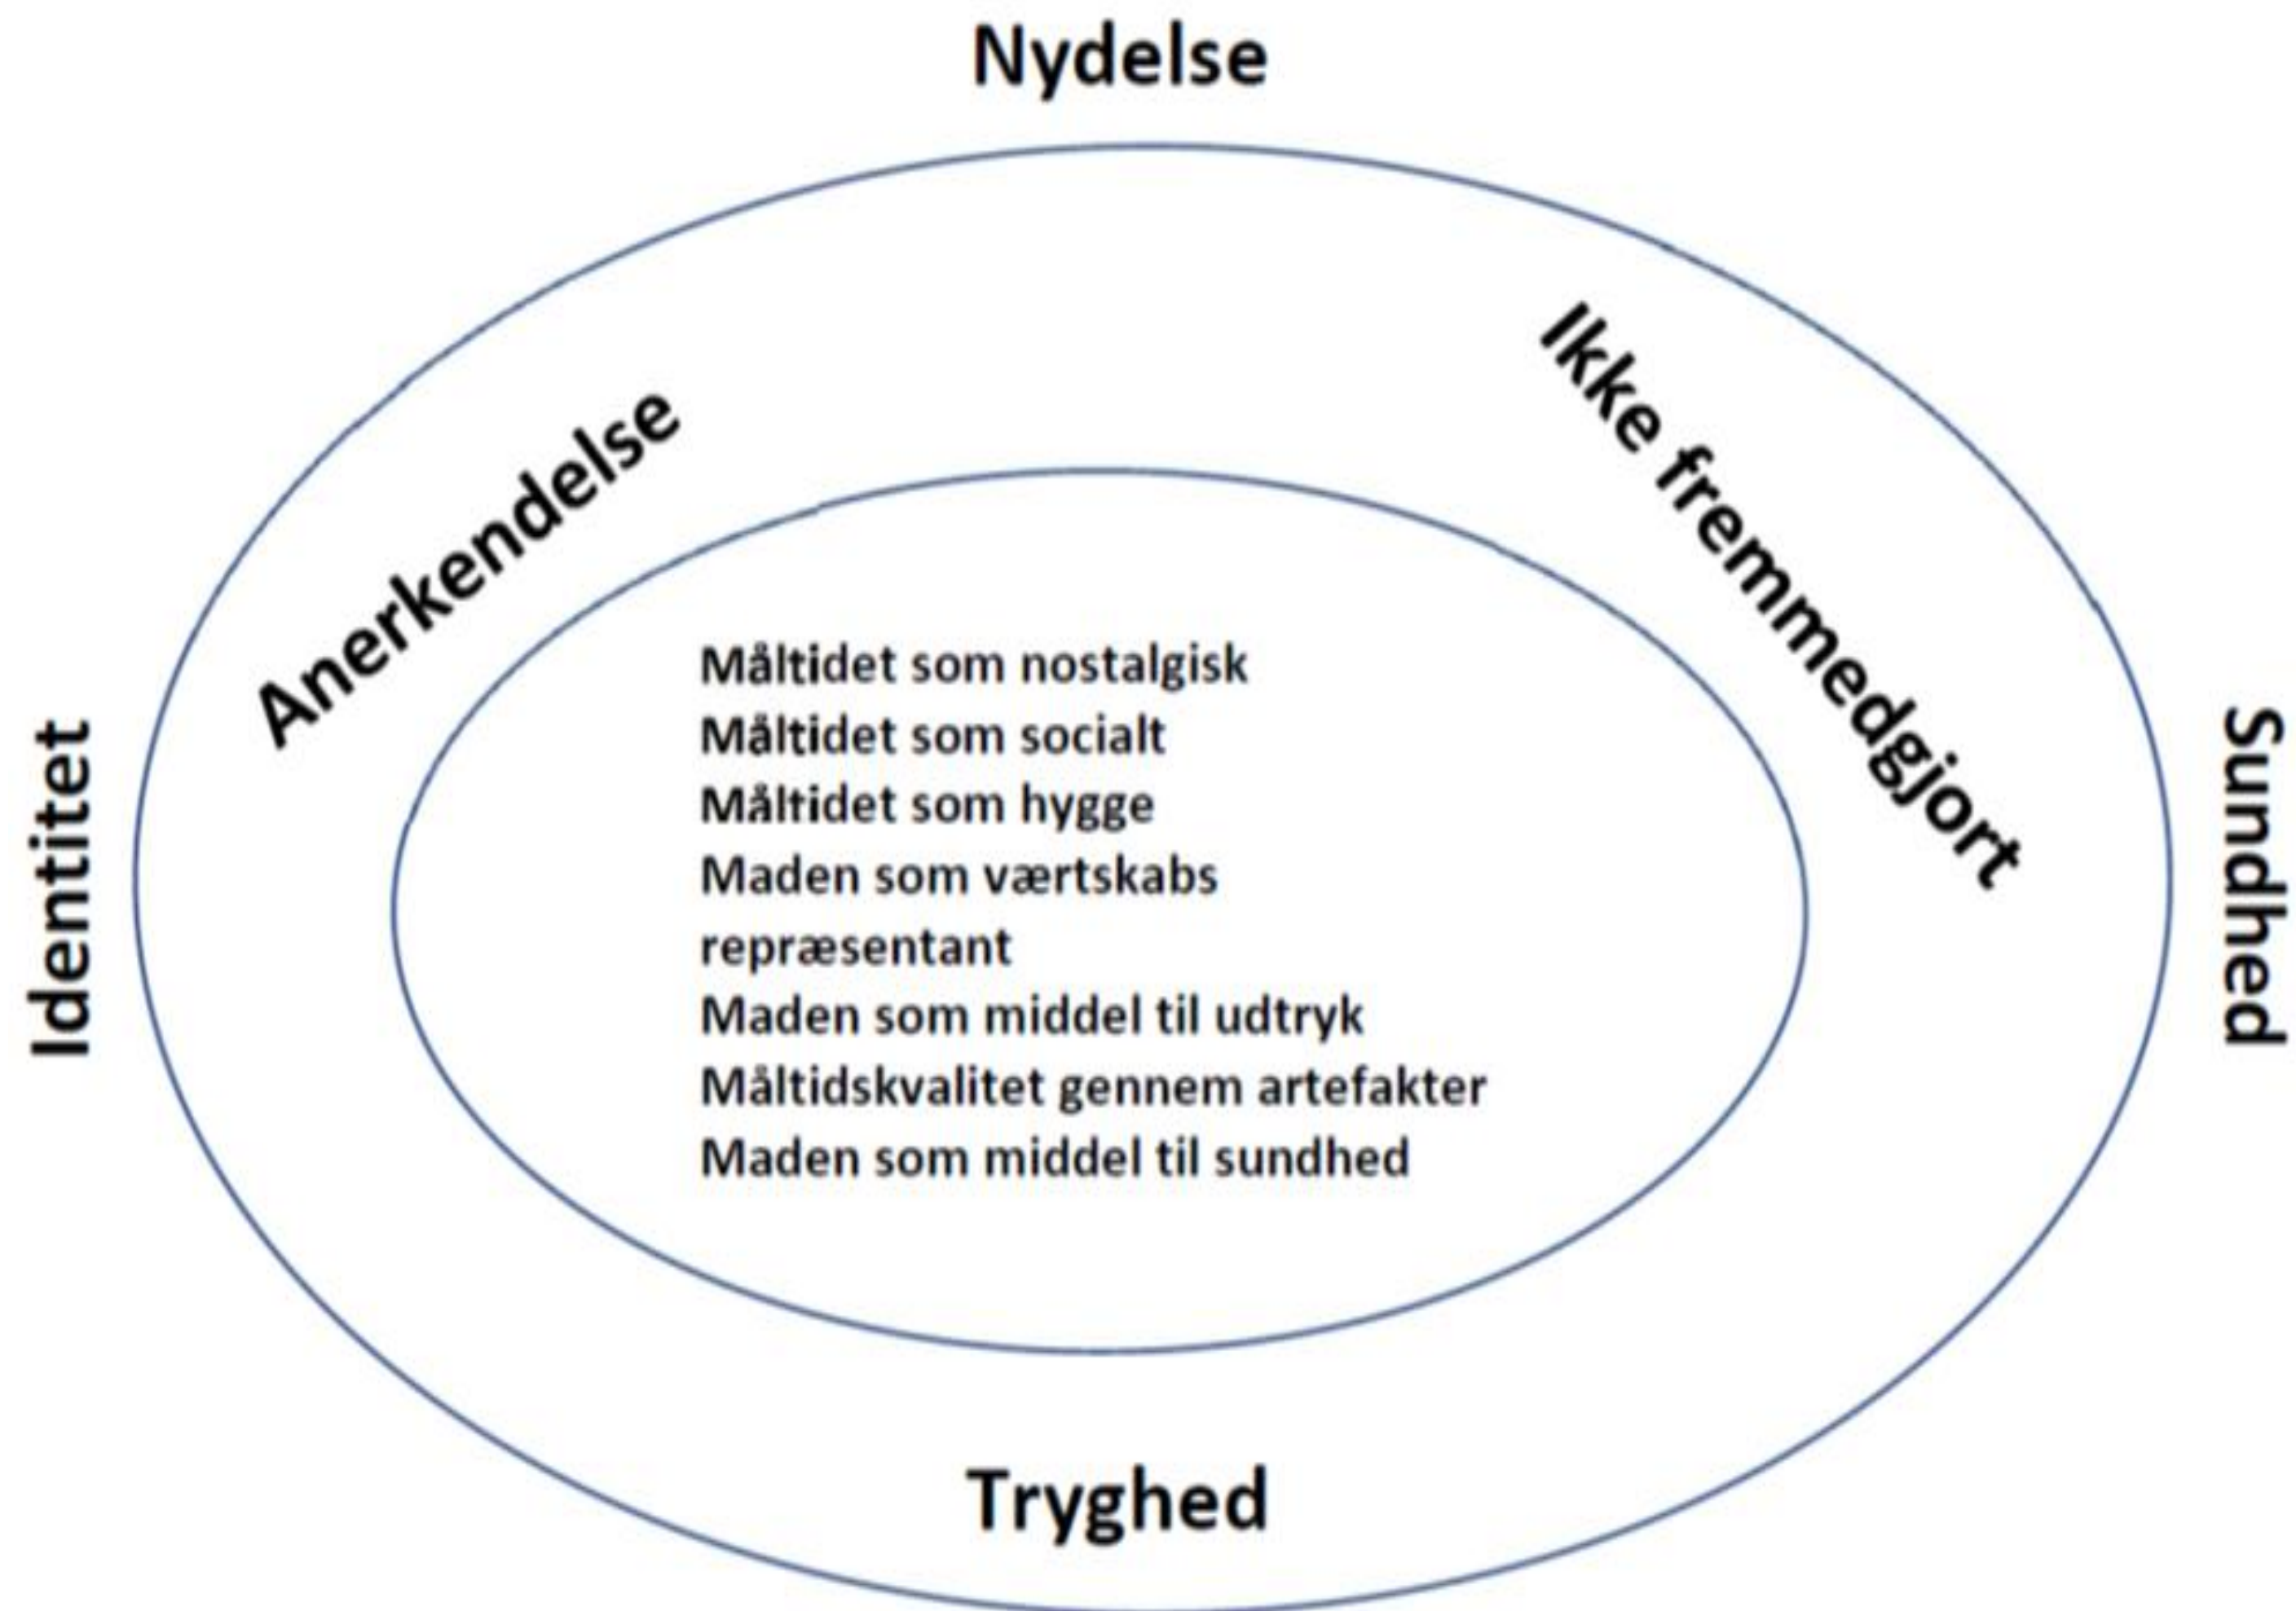 Nydelse
Anerkendelse
Ikke fremmedgjort
Identitet
Sundhed
Måltidet som nostalgisk
Måltidet som socialt
Måltidet som hygge
Maden som værtskabs
repræsentant
Maden som middel til udtryk
Måltidskvalitet gennem artefakter
Maden som middel til sundhed
Tryghed